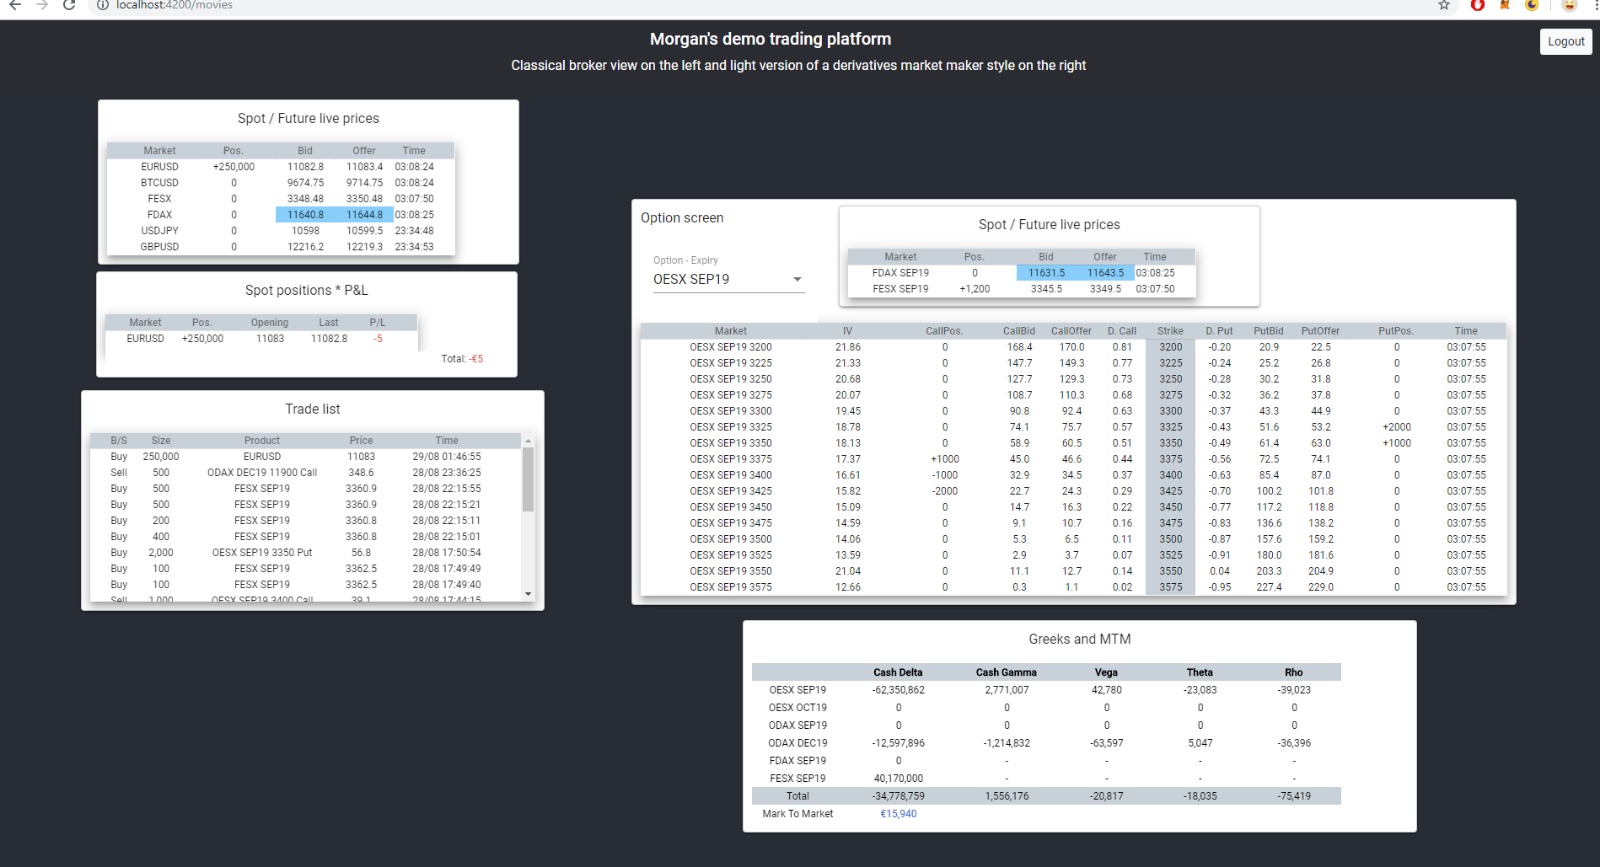 localhost:4200/movies
Morgan's demo trading platform
Logout
Classical broker view on the left and light version of a derivatives market maker style on the right
Spot / Future live prices
Market Pos. Bid Offer Time
EURUSD +250,000 11082.8 11083.4 03:08:24
BTCUSD 0 9674.75 9714.75 03:08:24
FESX 0 3348.48 3350.48 03:07:50
FDAX 0 11640.8 11644.8 03:08:25
USDJPY 0 10598 10599.5 23:34:48
GBPUSD 0 12216.2 12219.3 23:34:53
Spot positions * P&L
Market Pos. Opening Last P/L
EURUSD +250,000 11083 11082.8 -5
Total: -€5
Trade list
B/S Size Product Price Time
Buy 250,000 EURUSD 11083 29/08 01:46:55
Sell 500 ODAX DEC19 11900 Call 348.6 28/08 23:36:25
Buy 500 FESX SEP19 3360.9 28/08 22:15:55
Buy 500 FESX SEP19 3360.9 28/08 22:15:21
Buy 200 FESX SEP19 3360.8 28/08 22:15:11
Buy 400 FESX SEP19 3360.8 28/08 22:15:01
Buy 2,000 OESX SEP19 3350 Put 56.8 28/08 17:50:54
Buy 100 FESX SEP19 3362.5 28/08 17:49:49
Buy 100 FESX SEP19 3362.5 28/08 17:49:40
Sell 1,000 OESX SEP19 3400 Call 39.1 28/08 17:44:15
Option screen
Option - Expiry
OESX SEP19
Spot / Future live prices
Market Pos. Bid Offer Time
FDAX SEP19 0 11631.5 11643.5 03:08:25
FESX SEP19 +1,200 3345.5 3349.5 03:07:50
Market IV CallPos. CallBid CallOffer D. Call Strike D. Put PutBid PutOffer PutPos. Time
OESX SEP19 3200 21.86 0 168.4 170.0 0.81 3200 -0.20 20.9 22.5 0 03:07:55
OESX SEP19 3225 21.33 0 147.7 149.3 0.77 3225 -0.24 25.2 26.8 0 03:07:55
OESX SEP19 3250 20.68 0 127.7 129.3 0.73 3250 -0.28 30.2 31.8 0 03:07:55
OESX SEP19 3275 20.07 0 108.7 110.3 0.68 3275 -0.32 36.2 37.8 0 03:07:55
OESX SEP19 3300 19.45 0 90.8 92.4 0.63 3300 -0.37 43.3 44.9 0 03:07:55
OESX SEP19 3325 18.78 0 74.1 75.7 0.57 3325 -0.43 51.6 53.2 +2000 03:07:55
OESX SEP19 3350 18.13 0 58.9 60.5 0.51 3350 -0.49 61.4 63.0 +1000 03:07:55
OESX SEP19 3375 17.37 +1000 45.0 46.6 0.44 3375 -0.56 72.5 74.1 0 03:07:55
OESX SEP19 3400 16.61 -1000 32.9 34.5 0.37 3400 -0.63 85.4 87.0 0 03:07:55
OESX SEP19 3425 15.82 -2000 22.7 24.3 0.29 3425 -0.70 100.2 101.8 0 03:07:55
OESX SEP19 3450 15.09 0 14.7 16.3 0.22 3450 -0.77 117.2 118.8 0 03:07:55
OESX SEP19 3475 14.59 0 9.1 10.7 0.16 3475 -0.83 136.6 138.2 0 03:07:55
OESX SEP19 3500 14.06 0 5.3 6.5 0.11 3500 -0.87 157.6 159.2 0 03:07:55
OESX SEP19 3525 13.59 0 2.9 3.7 0.07 3525 -0.91 180.0 181.6 0 03:07:55
OESX SEP19 3550 21.04 0 11.1 12.7 0.14 3550 0.04 203.3 204.9 0 03:07:55
OESX SEP19 3575 12.66 0 0.3 1.1 0.02 3575 -0.95 227.4 229.0 0 03:07:55
Greeks and MTM
Cash Delta Cash Gamma Vega Theta Rho
OESX SEP19 -62,350,862 2,771,007 42,780 -23,083 -39,023
OESX OCT19 0 0 0 0 0
ODAX SEP19 0 0 0 0 0
ODAX DEC19 -12,597,896 -1,214,832 -63,597 5,047 -36,396
FDAX SEP19 0 - - - -
FESX SEP19 40,170,000 - - - -
Total -34,778,759 1,556,176 -20,817 -18,035 -75,419
Mark To Market €15,940